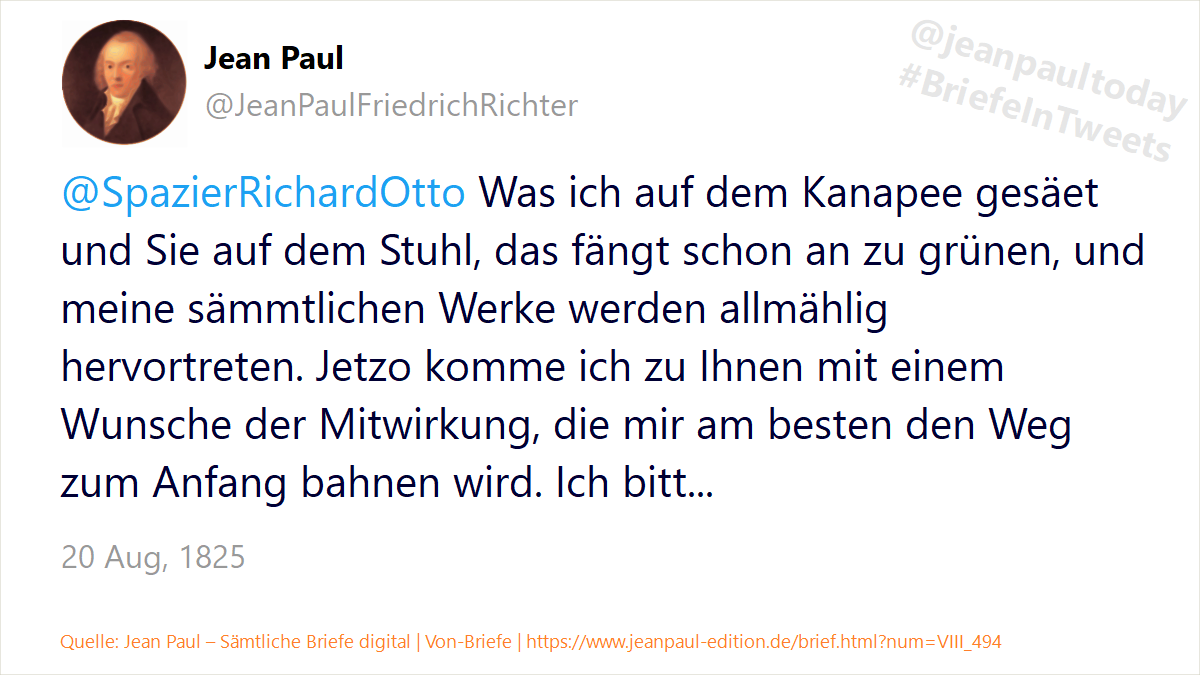 Jean Paul
@JeanPaulFriedrichRichter
@jeanpaultoday
#BriefeInTweets
@SpazierRichardOtto Was ich auf dem Kanapee gesäet
und Sie auf dem Stuhl, das fängt schon an zu grünen, und
meine sämmtlichen Werke werden allmählig
hervortreten. Jetzo komme ich zu Ihnen mit einem
Wunsche der Mitwirkung, die mir am besten den Weg
zum Anfang bahnen wird. Ich bitt...
20 Aug, 1825
Quelle: Jean Paul – Sämtliche Briefe digital | Von-Briefe | https://www.jeanpaul-edition.de/brief.html?num=VIII_494